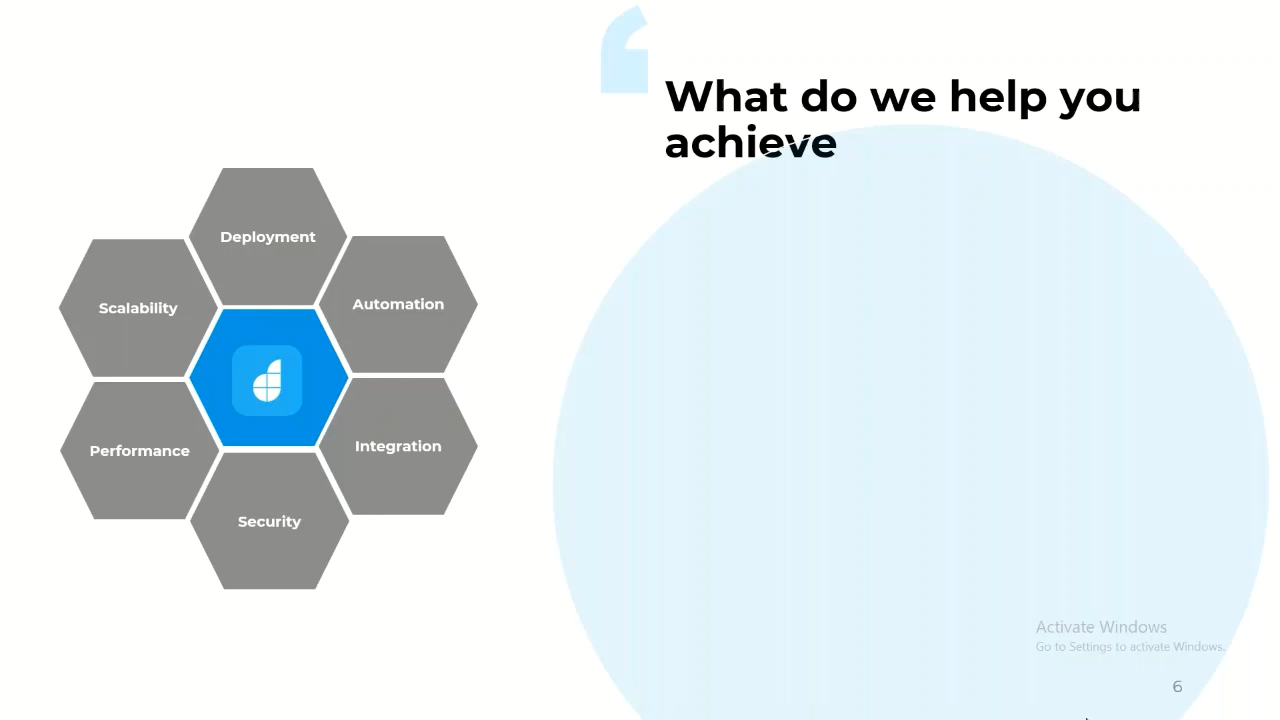 What do we help you
achieve
Deployment
Scalability
Automation
Performance
Integration
Security
Activate Windows
Go to Settings to activate Windows.
6